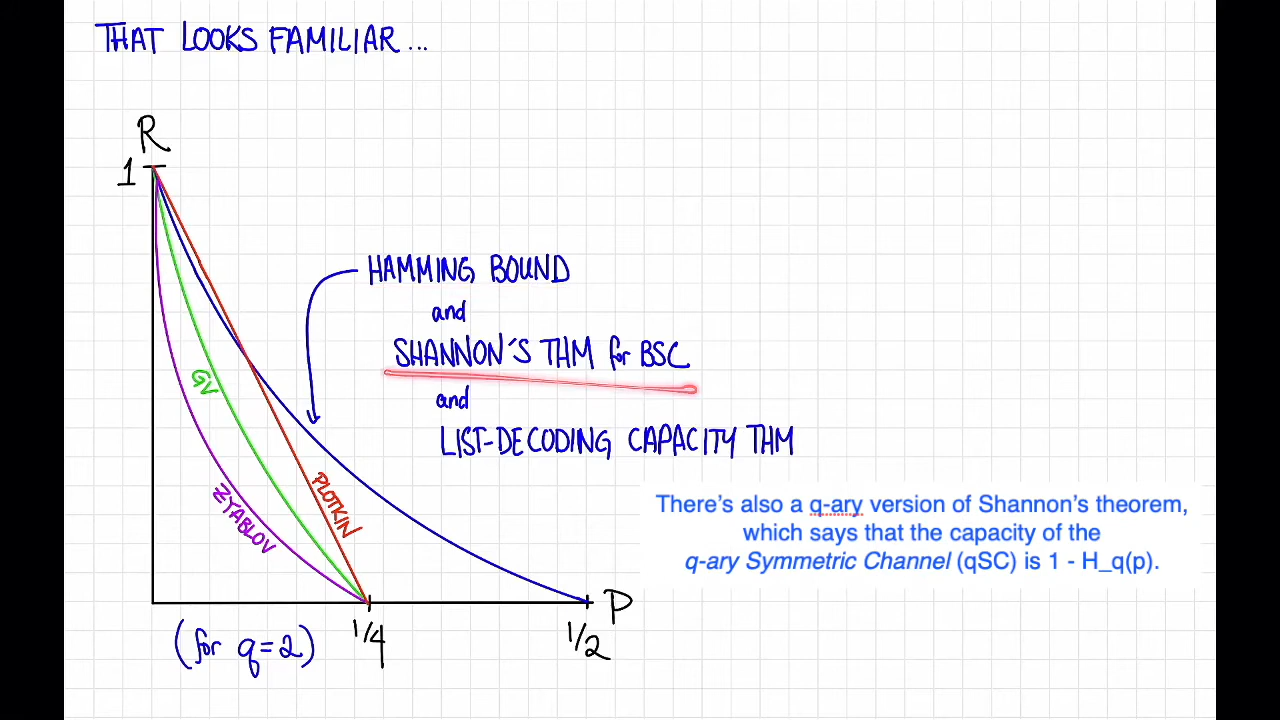 THAT LOOKS FAMILIAR...
R
1
HAMMING BOUND
and
SHANNON'S THM for BSC
and
LIST-DECODING CAPACITY THM
GV
ZYABLOV
PLOTKIN
There's also a q-ary version of Shannon's theorem,
which says that the capacity of the
q-ary Symmetric Channel (qSC) is 1 - H_q(p).
P
1/4
1/2
(for q=2)